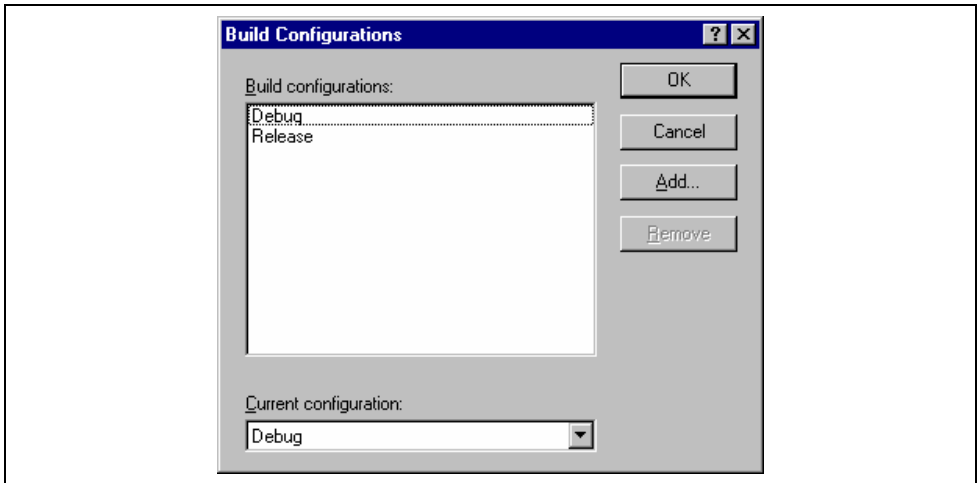 Build Configurations
Build configurations:
Debug
Release
OK
Cancel
Add...
Remove
Current configuration:
Debug